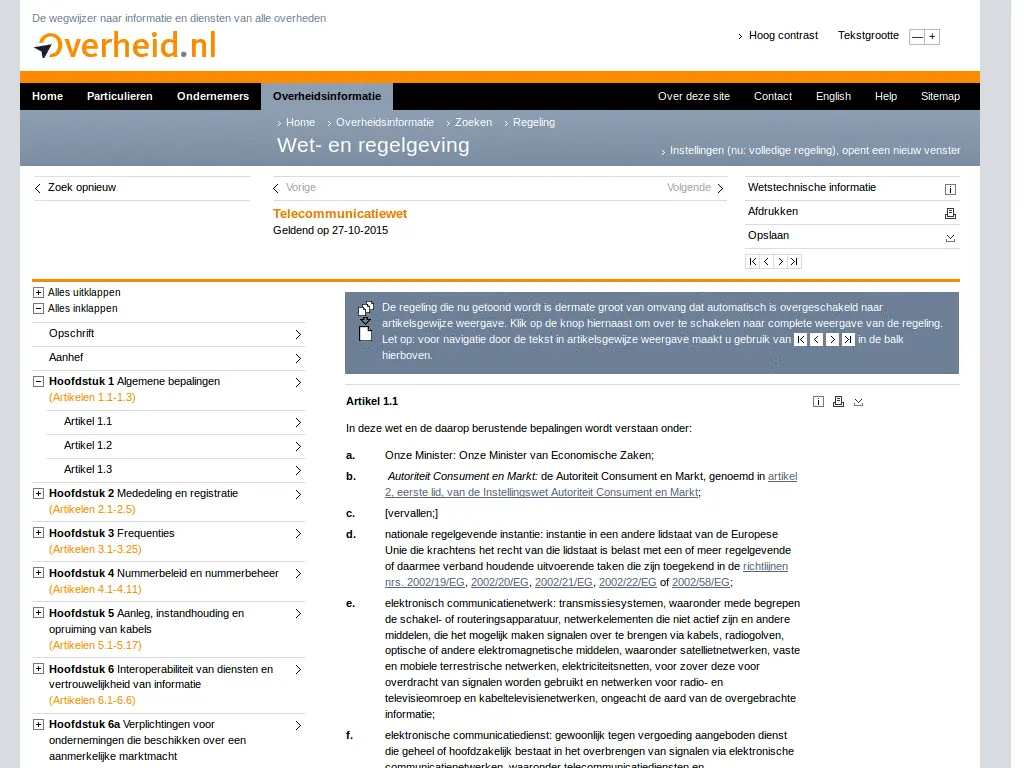 De wegwijzer naar informatie en diensten van alle overheden
Overheid.nl
Hoog contrast Tekstgrootte — +
Home Particulieren Ondernemers Overheidsinformatie Over deze site Contact English Help Sitemap
Home Overheidsinformatie Zoeken Regeling
Wet- en regelgeving
Instellingen (nu: volledige regeling), opent een nieuw venster
Zoek opnieuw
Vorige Volgende
Telecommunicatiewet
Geldend op 27-10-2015
Wetstechnische informatie
Afdrukken
Opslaan
Alles uitklappen
Alles inklappen
Opschrift
Aanhef
Hoofdstuk 1 Algemene bepalingen
(Artikelen 1.1-1.3)
Artikel 1.1
Artikel 1.2
Artikel 1.3
Hoofdstuk 2 Mededeling en registratie
(Artikelen 2.1-2.5)
Hoofdstuk 3 Frequenties
(Artikelen 3.1-3.25)
Hoofdstuk 4 Nummerbeleid en nummerbeheer
(Artikelen 4.1-4.11)
Hoofdstuk 5 Aanleg, instandhouding en
opruiming van kabels
(Artikelen 5.1-5.17)
Hoofdstuk 6 Interoperabiliteit van diensten en
vertrouwelijkheid van informatie
(Artikelen 6.1-6.6)
Hoofdstuk 6a Verplichtingen voor
ondernemingen die beschikken over een
aanmerkelijke marktmacht
De regeling die nu getoond wordt is dermate groot van omvang dat automatisch is overgeschakeld naar
artikelsgewijze weergave. Klik op de knop hiernaast om over te schakelen naar complete weergave van de regeling.
Let op: voor navigatie door de tekst in artikelsgewijze weergave maakt u gebruik van in de balk
hierboven.
Artikel 1.1
In deze wet en de daarop berustende bepalingen wordt verstaan onder:
a. Onze Minister: Onze Minister van Economische Zaken;
b. Autoriteit Consument en Markt: de Autoriteit Consument en Markt, genoemd in artikel
2, eerste lid, van de Instellingswet Autoriteit Consument en Markt;
c. [vervallen;]
d. nationale regelgevende instantie: instantie in een andere lidstaat van de Europese
Unie die krachtens het recht van die lidstaat is belast met een of meer regelgevende
of daarmee verband houdende uitvoerende taken die zijn toegekend in de richtlijnen
nrs. 2002/19/EG, 2002/20/EG, 2002/21/EG, 2002/22/EG of 2002/58/EG;
e. elektronisch communicatienetwerk: transmissiesystemen, waaronder mede begrepen
de schakel- of routeringsapparatuur, netwerkelementen die niet actief zijn en andere
middelen, die het mogelijk maken signalen over te brengen via kabels, radiogolven,
optische of andere elektromagnetische middelen, waaronder satellietnetwerken, vaste
en mobiele terrestrische netwerken, elektriciteitsnetten, voor zover deze voor
overdracht van signalen worden gebruikt en netwerken voor radio- en
televisieomroep en kabeltelevisienetwerken, ongeacht de aard van de overgebrachte
informatie;
f. elektronische communicatiedienst: gewoonlijk tegen vergoeding aangeboden dienst
die geheel of hoofdzakelijk bestaat in het overbrengen van signalen via elektronische
communicatienetwerken, waaronder telecommunicatiediensten en